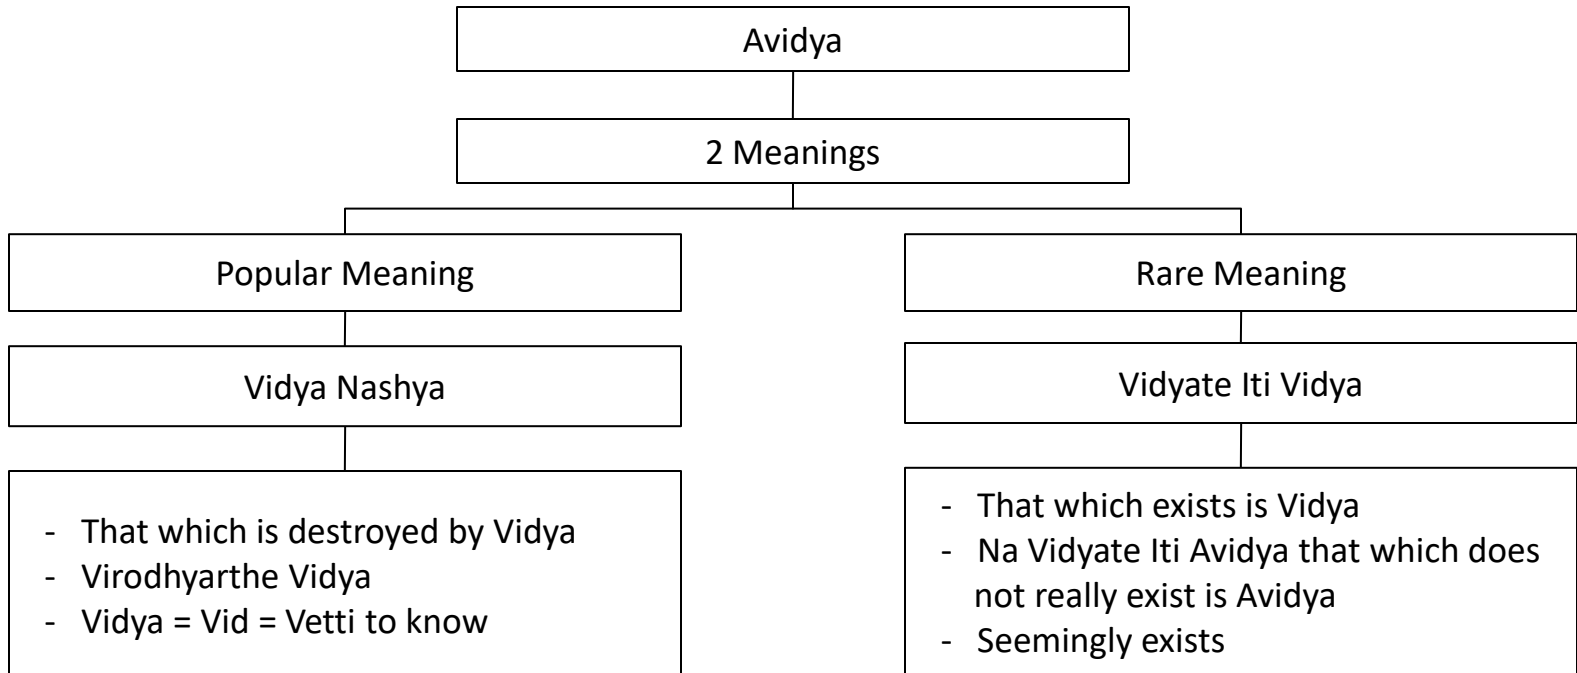 Avidya
2 Meanings
Popular Meaning
Vidya Nashya
- That which is destroyed by Vidya
- Virodhyarthe Vidya
- Vidya = Vid = Vetti to know
Rare Meaning
Vidyate Iti Vidya
- That which exists is Vidya
- Na Vidyate Iti Avidya that which does
not really exist is Avidya
- Seemingly exists